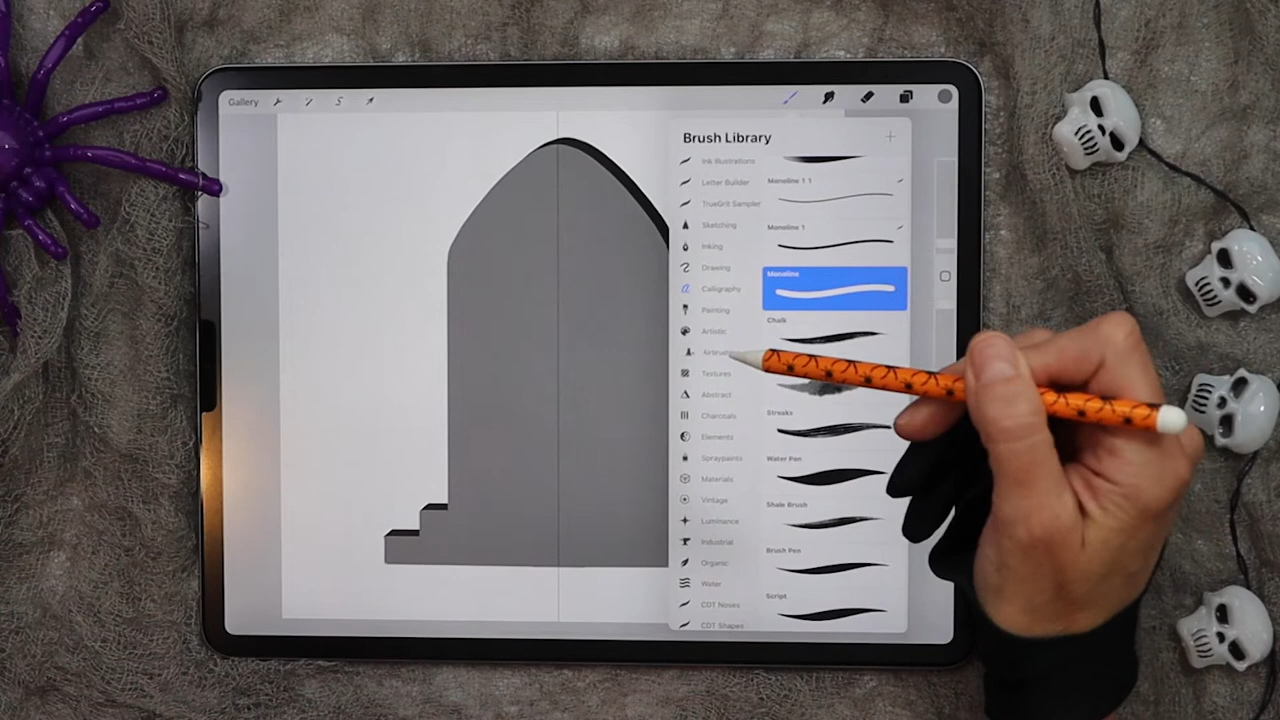 Gallery
Brush Library
Ink Illustrations
Letter Builder
TrueGrit Sampler
Sketching
Inking
Drawing
Calligraphy
Painting
Artistic
Textures
Abstract
Charcoals
Elements
Spraypaints
Materials
Vintage
Luminance
Industrial
Organic
Water
CDT Noses
CDT Shapes
Monoline 1 1
Monoline 1
Monoline
Chalk
Streaks
Water Pen
Shale Brush
Brush Pen
Script